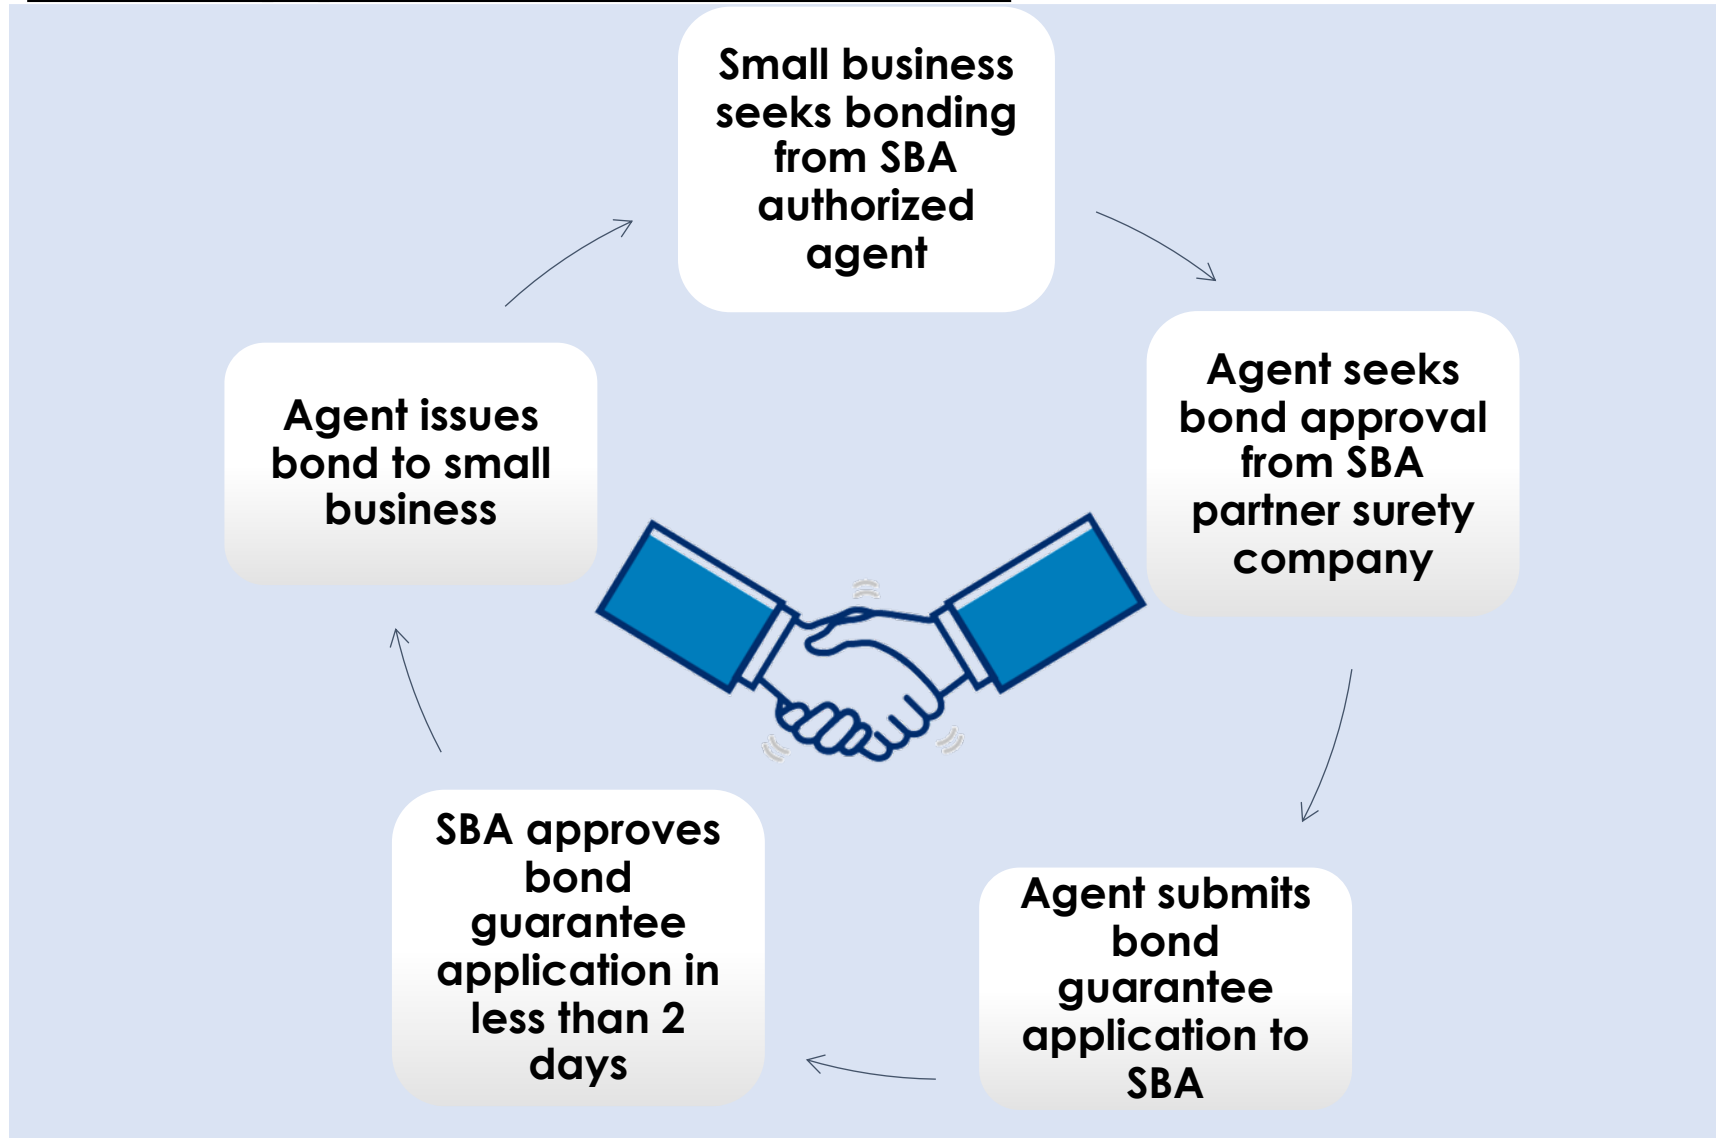 Small business
seeks bonding
from SBA
authorized
agent
Agent seeks
bond approval
from SBA
partner surety
company
Agent submits
bond
guarantee
application to
SBA
SBA approves
bond
guarantee
application in
less than 2
days
Agent issues
bond to small
business